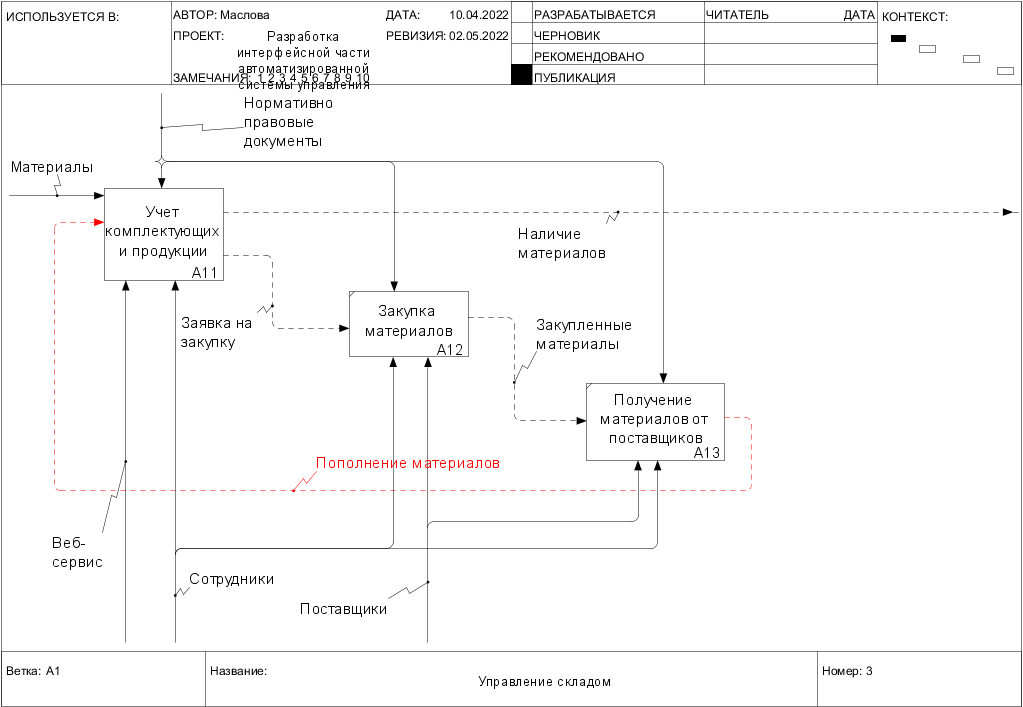 ИСПОЛЬЗУЕТСЯ В:
АВТОР: Маслова
ДАТА: 10.04.2022
ПРОЕКТ: Разработка
интерфейсной части
автоматизированной
системы управления
РЕВИЗИЯ: 02.05.2022
ЗАМЕЧАНИЯ: 1 2 3 4 5 6 7 8 9 10
РАЗРАБАТЫВАЕТСЯ
ЧЕРНОВИК
РЕКОМЕНДОВАНО
ПУБЛИКАЦИЯ
ЧИТАТЕЛЬ
ДАТА
КОНТЕКСТ:
Нормативно
правовые
документы
Материалы
Учет
комплектующих
и продукции
A11
Наличие
материалов
Заявка на
закупку
Закупка
материалов
A12
Закупленные
материалы
Получение
материалов от
поставщиков
A13
Пополнение материалов
Веб-
сервис
Сотрудники
Поставщики
Ветка: A1
Название:
Управление складом
Номер: 3